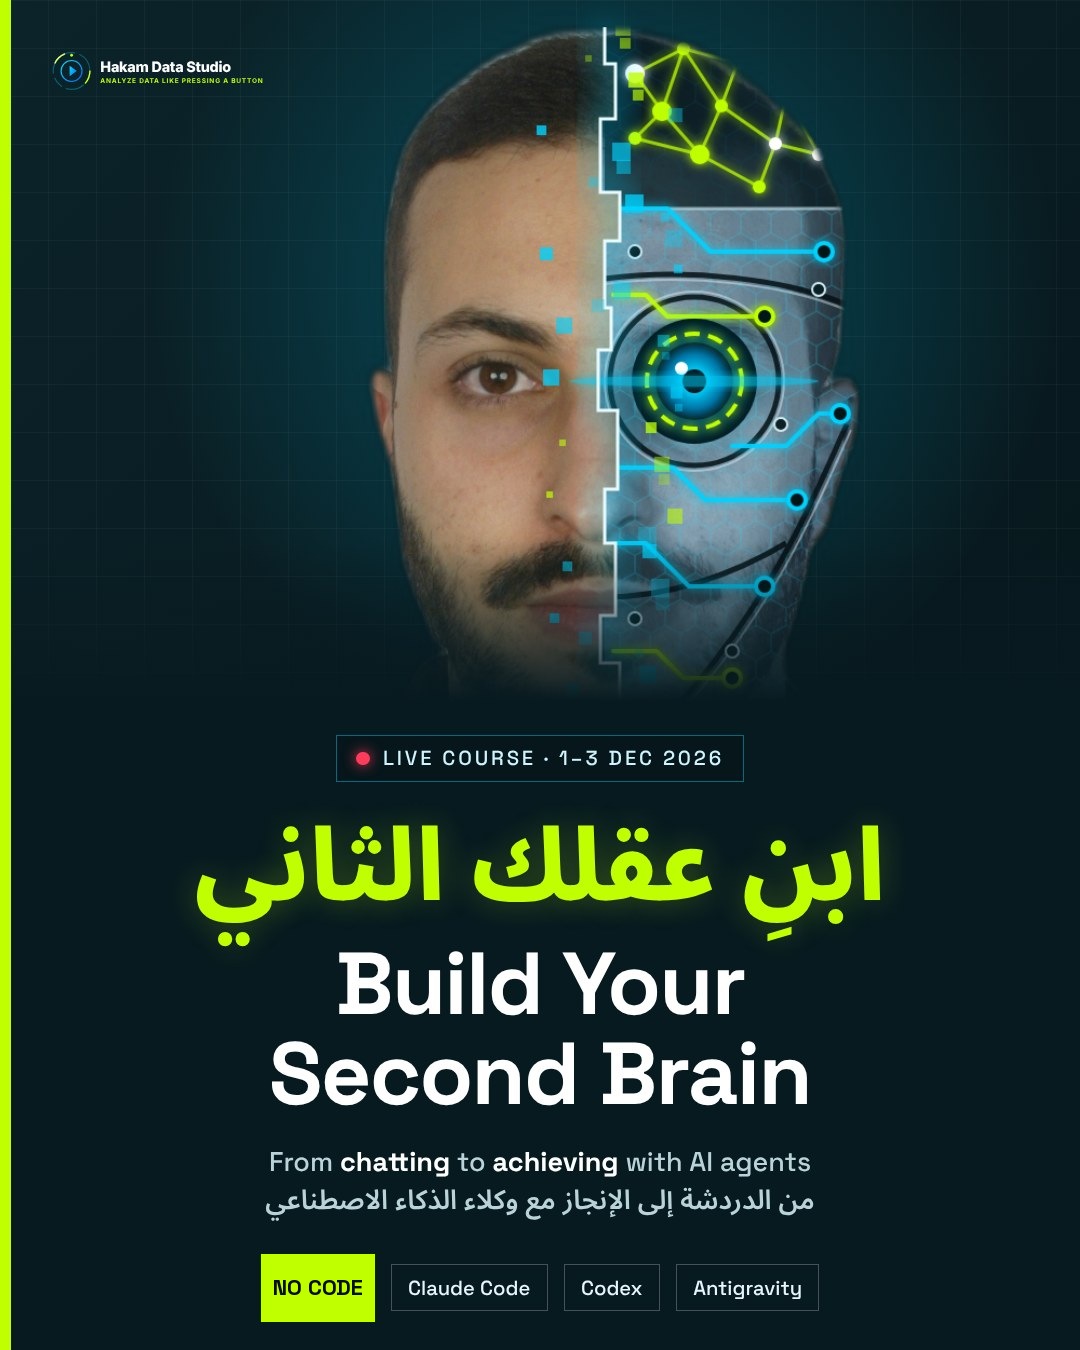 Hakam Data Studio
ANALYZE DATA LIKE PRESSING A BUTTON
LIVE COURSE · 1–3 DEC 2026
ابنِ عقلك الثاني
Build Your
Second Brain
From chatting to achieving with AI agents
من الدردشة إلى الإنجاز مع وكلاء الذكاء الاصطناعي
NO CODE
Claude Code
Codex
Antigravity